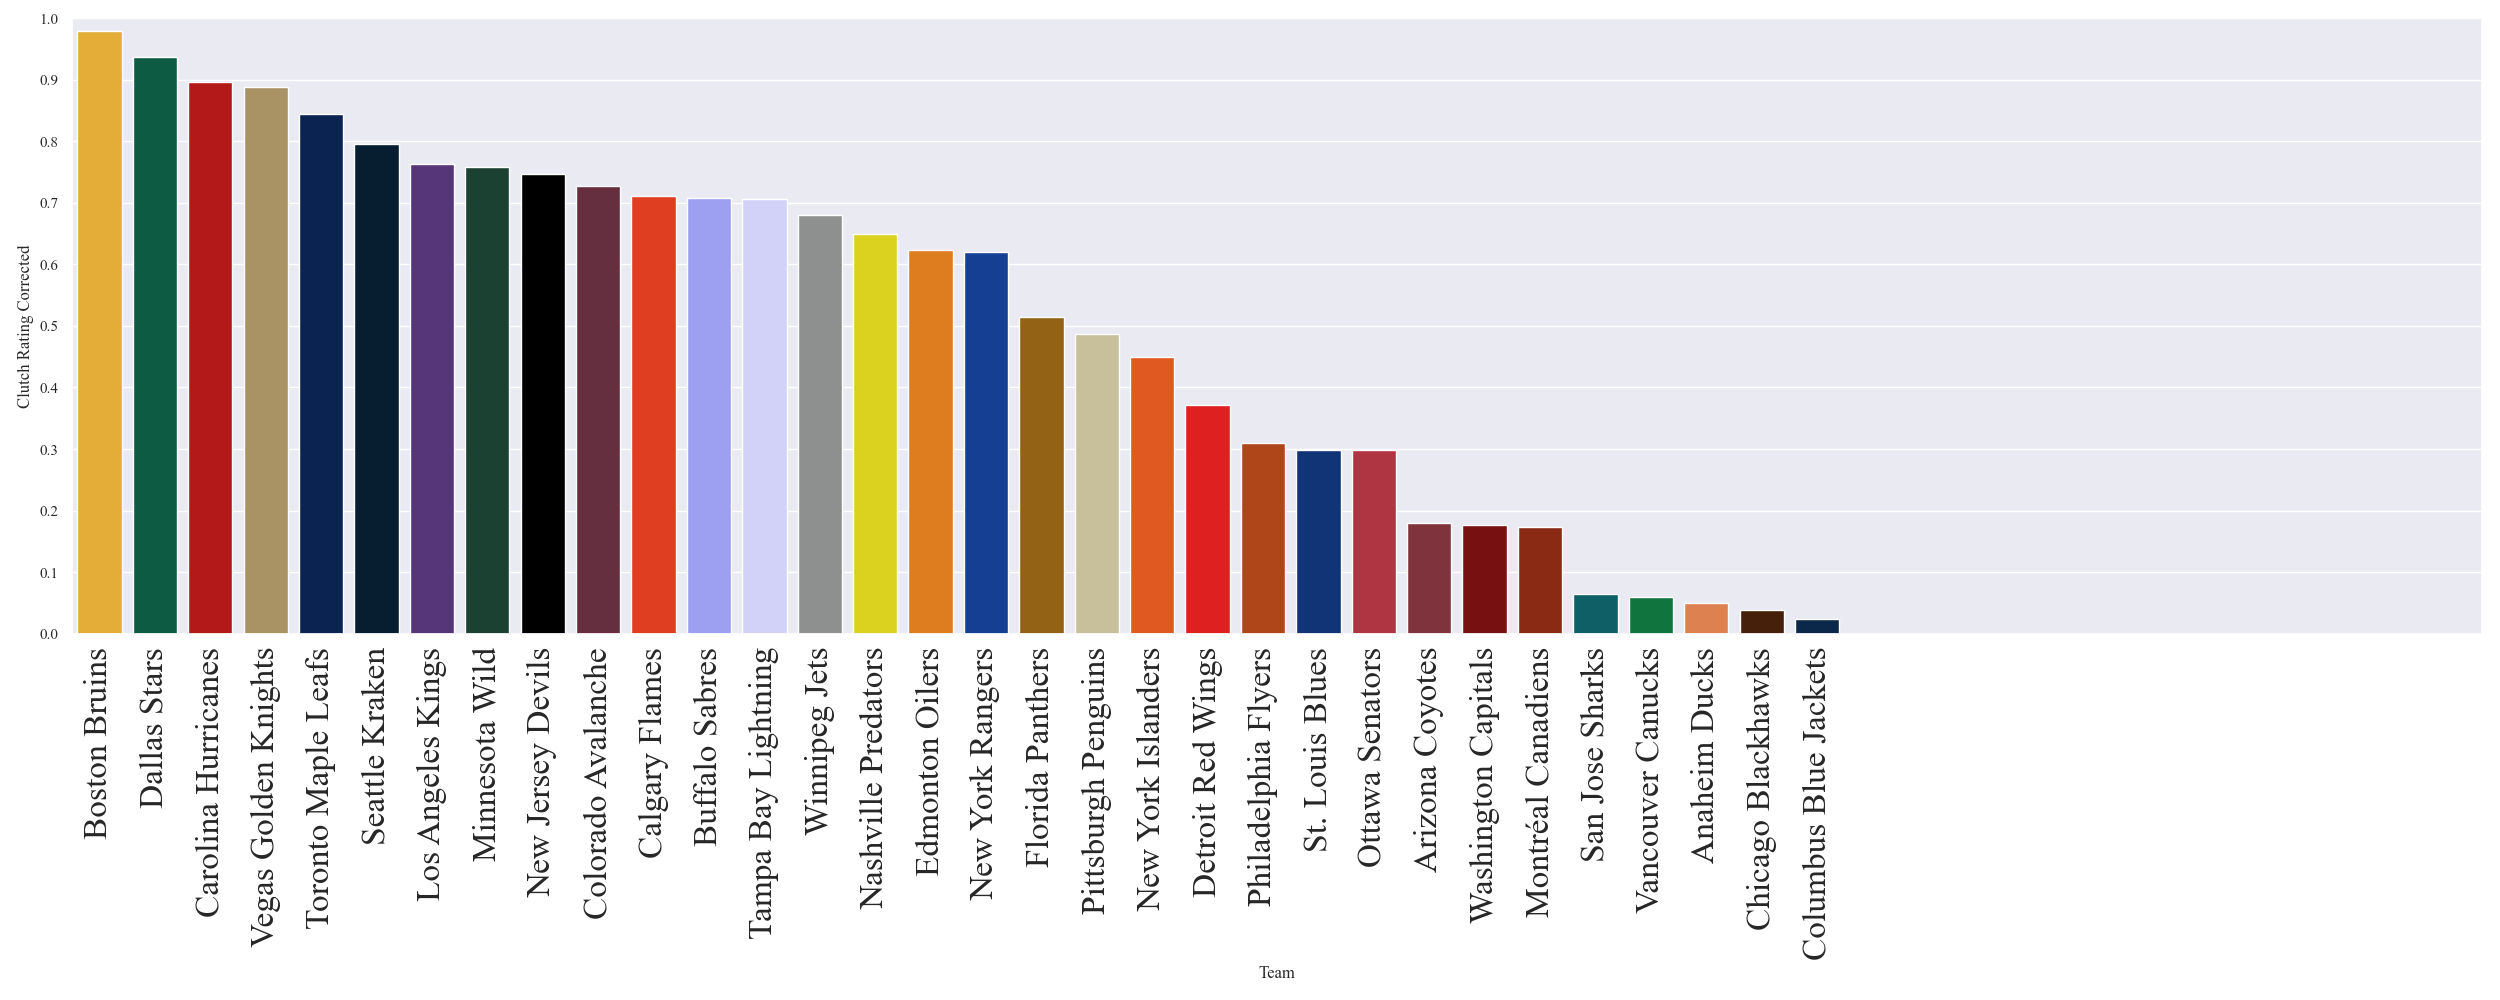 1.0
0.9
0.8
0.7
0.6
0.5
0.4
0.3
0.2
0.1
0.0
Clutch Rating Corrected
Boston Bruins
Dallas Stars
Carolina Hurricanes
Vegas Golden Knights
Toronto Maple Leafs
Seattle Kraken
Los Angeles Kings
Minnesota Wild
New Jersey Devils
Colorado Avalanche
Calgary Flames
Buffalo Sabres
Tampa Bay Lightning
Winnipeg Jets
Nashville Predators
Edmonton Oilers
New York Rangers
Florida Panthers
Pittsburgh Penguins
New York Islanders
Detroit Red Wings
Philadelphia Flyers
St. Louis Blues
Ottawa Senators
Arizona Coyotes
Washington Capitals
Montréal Canadiens
San Jose Sharks
Vancouver Canucks
Anaheim Ducks
Chicago Blackhawks
Columbus Blue Jackets
Team